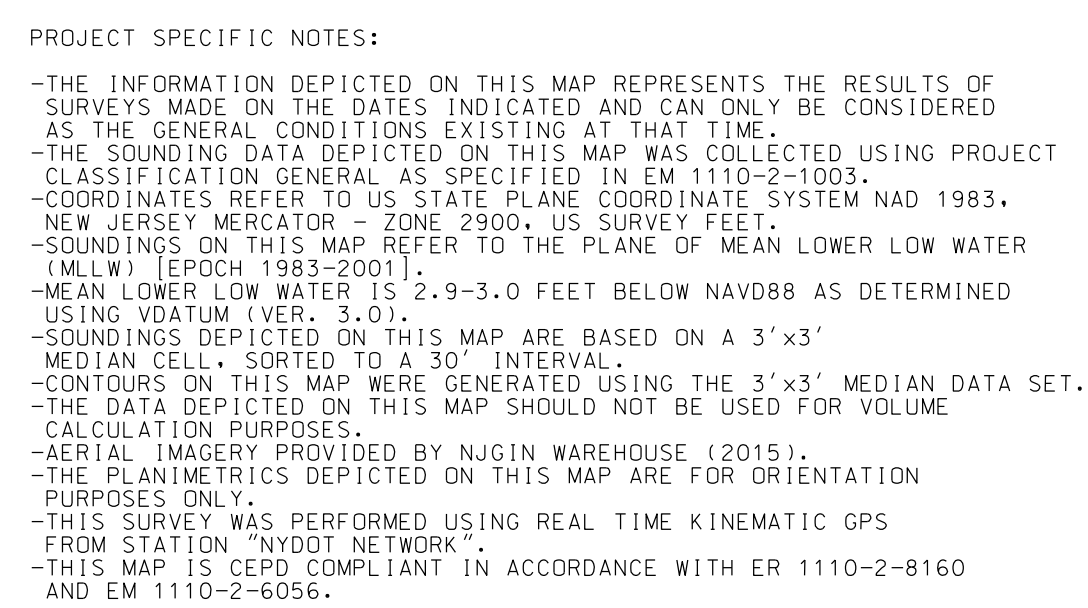 PROJECT SPECIFIC NOTES:
-THE INFORMATION DEPICTED ON THIS MAP REPRESENTS THE RESULTS OF
SURVEYS MADE ON THE DATES INDICATED AND CAN ONLY BE CONSIDERED
AS THE GENERAL CONDITIONS EXISTING AT THAT TIME.
-THE SOUNDING DATA DEPICTED ON THIS MAP WAS COLLECTED USING PROJECT
CLASSIFICATION GENERAL AS SPECIFIED IN EM 1110-2-1003.
-COORDINATES REFER TO US STATE PLANE COORDINATE SYSTEM NAD 1983,
NEW JERSEY MERCATOR - ZONE 2900, US SURVEY FEET.
-SOUNDINGS ON THIS MAP REFER TO THE PLANE OF MEAN LOWER LOW WATER
(MLLW) [EPOCH 1983-2001].
-MEAN LOWER LOW WATER IS 2.9-3.0 FEET BELOW NAVD88 AS DETERMINED
USING VDATUM (VER. 3.0).
-SOUNDINGS DEPICTED ON THIS MAP ARE BASED ON A 3'x3'
MEDIAN CELL, SORTED TO A 30' INTERVAL.
-CONTOURS ON THIS MAP WERE GENERATED USING THE 3'x3' MEDIAN DATA SET.
-THE DATA DEPICTED ON THIS MAP SHOULD NOT BE USED FOR VOLUME
CALCULATION PURPOSES.
-AERIAL IMAGERY PROVIDED BY NJGIN WAREHOUSE (2015).
-THE PLANIMETRICS DEPICTED ON THIS MAP ARE FOR ORIENTATION
PURPOSES ONLY.
-THIS SURVEY WAS PERFORMED USING REAL TIME KINEMATIC GPS
FROM STATION "NYDOT NETWORK".
-THIS MAP IS CEPD COMPLIANT IN ACCORDANCE WITH ER 1110-2-8160
AND EM 1110-2-6056.